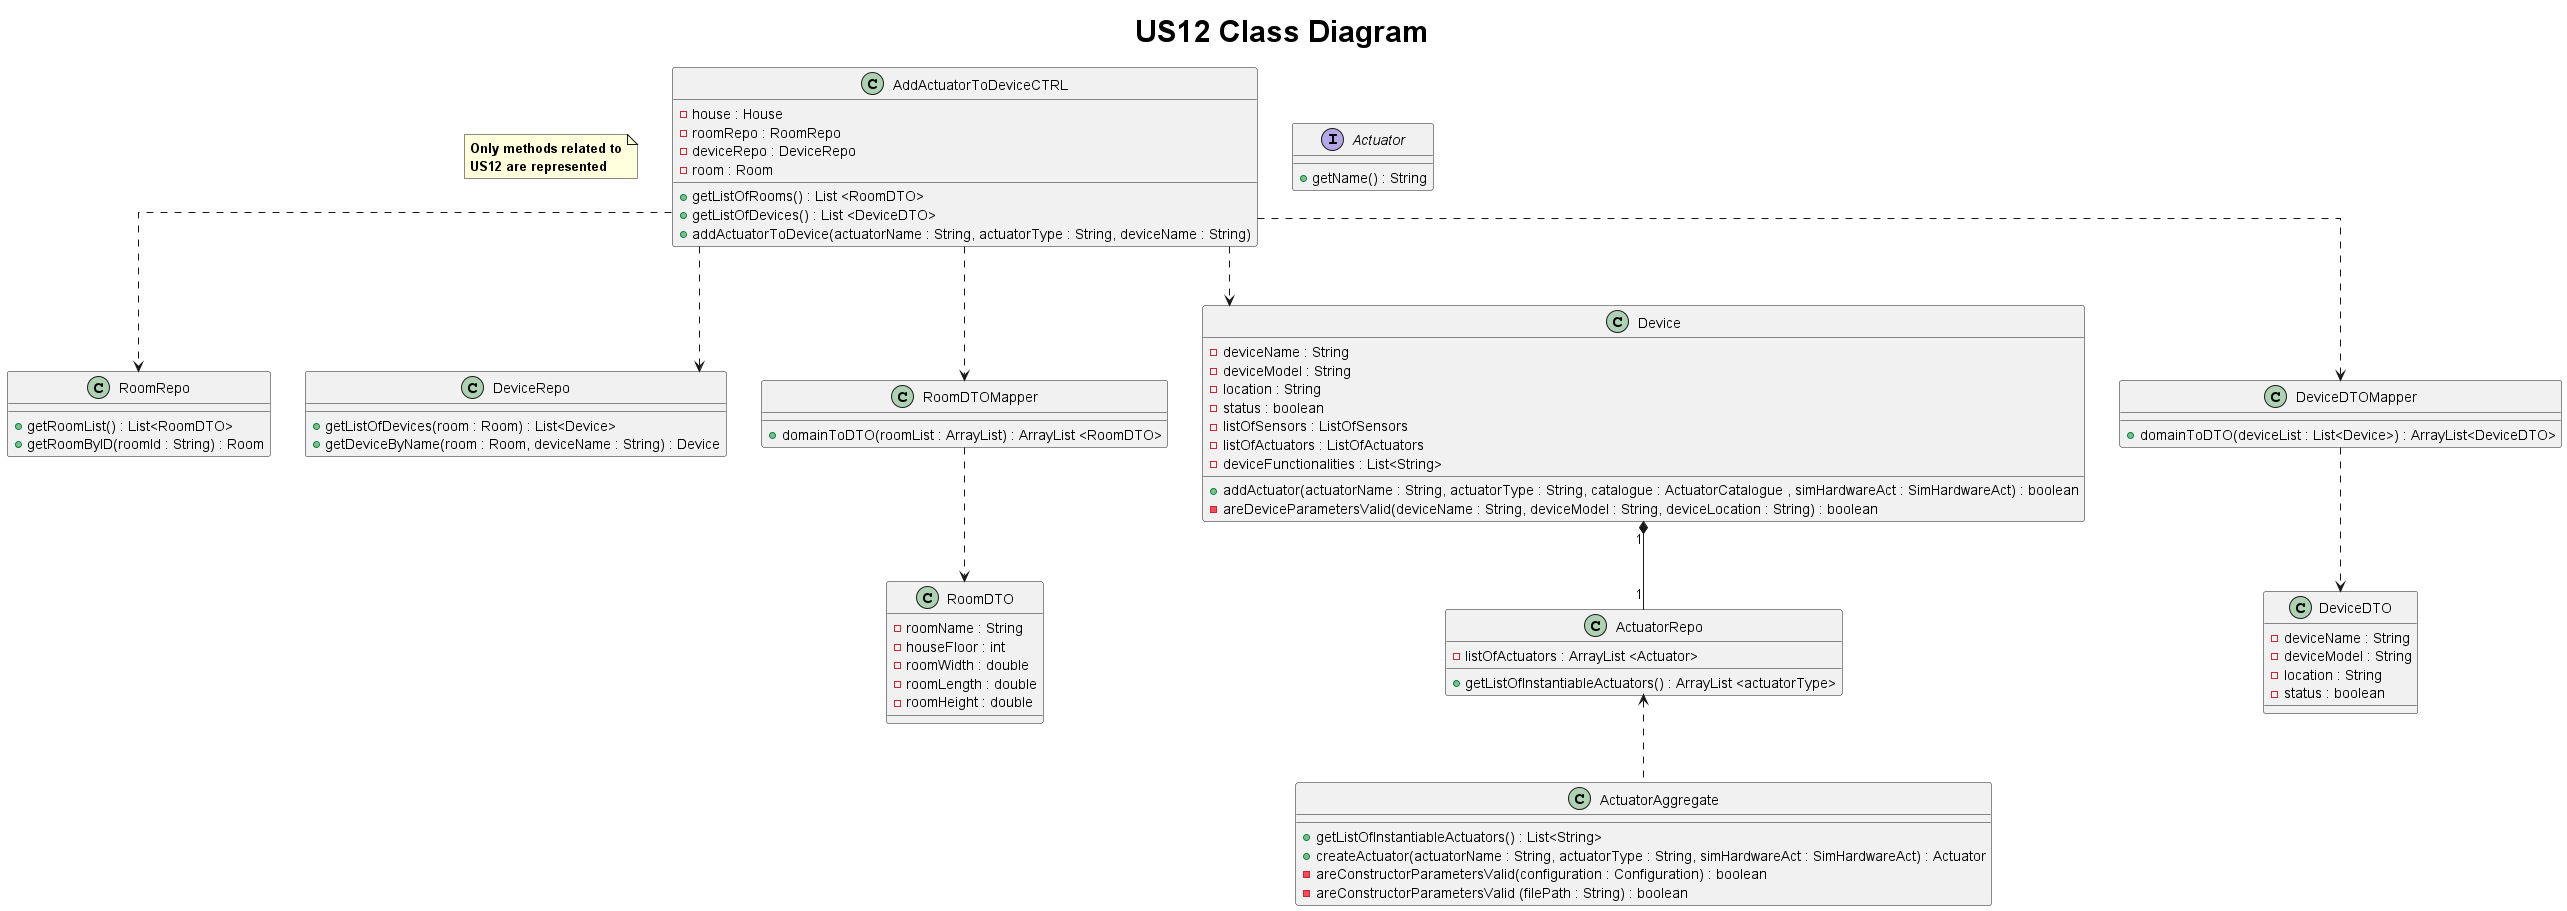 US12 Class Diagram
Only methods related to
US12 are represented
C AddActuatorToDeviceCTRL
house : House
roomRepo : RoomRepo
deviceRepo : DeviceRepo
room : Room
getListOfRooms() : List <RoomDTO>
getListOfDevices() : List <DeviceDTO>
addActuatorToDevice(actuatorName : String, actuatorType : String, deviceName : String)
I Actuator
getName() : String
C RoomRepo
getRoomList() : List<RoomDTO>
getRoomByID(roomId : String) : Room
C DeviceRepo
getListOfDevices(room : Room) : List<Device>
getDeviceByName(room : Room, deviceName : String) : Device
C RoomDTOMapper
domainToDTO(roomList : ArrayList) : ArrayList <RoomDTO>
C Device
deviceName : String
deviceModel : String
location : String
status : boolean
listOfSensors : ListOfSensors
listOfActuators : ListOfActuators
deviceFunctionalities : List<String>
addActuator(actuatorName : String, actuatorType : String, catalogue : ActuatorCatalogue , simHardwareAct : SimHardwareAct) : boolean
areDeviceParametersValid(deviceName : String, deviceModel : String, deviceLocation : String) : boolean
C DeviceDTOMapper
domainToDTO(deviceList : List<Device>) : ArrayList<DeviceDTO>
1
1
C RoomDTO
roomName : String
houseFloor : int
roomWidth : double
roomLength : double
roomHeight : double
C ActuatorRepo
listOfActuators : ArrayList <Actuator>
getListOfInstantiableActuators() : ArrayList <actuatorType>
C DeviceDTO
deviceName : String
deviceModel : String
location : String
status : boolean
C ActuatorAggregate
getListOfInstantiableActuators() : List<String>
createActuator(actuatorName : String, actuatorType : String, simHardwareAct : SimHardwareAct) : Actuator
areConstructorParametersValid(configuration : Configuration) : boolean
areConstructorParametersValid (filePath : String) : boolean